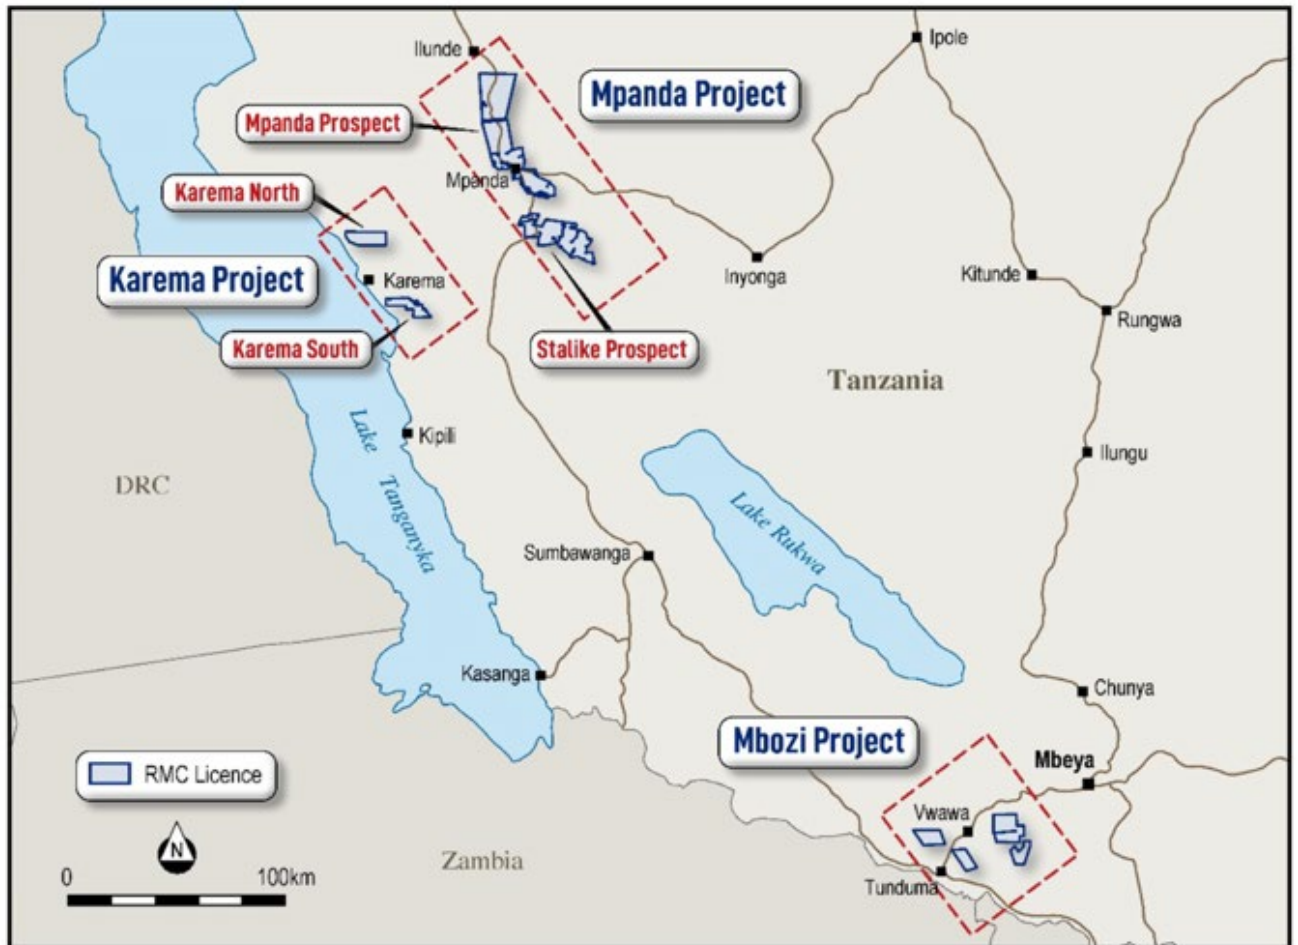 Ilunde
Ipole
Mpanda Project
Mpanda Prospect
Mpanda
Karema North
Karema Project
Karema
Inyonga
Kitunde
Rungwa
Karema South
Stalike Prospect
Tanzania
Lake
Tanganyka
Kipili
Ilungu
DRC
Lake Rukwa
Sumbawanga
Kasanga
Chunya
Mbozi Project
Mbeya
RMC Licence
Vwawa
N
Zambia
0 100km
Tunduma